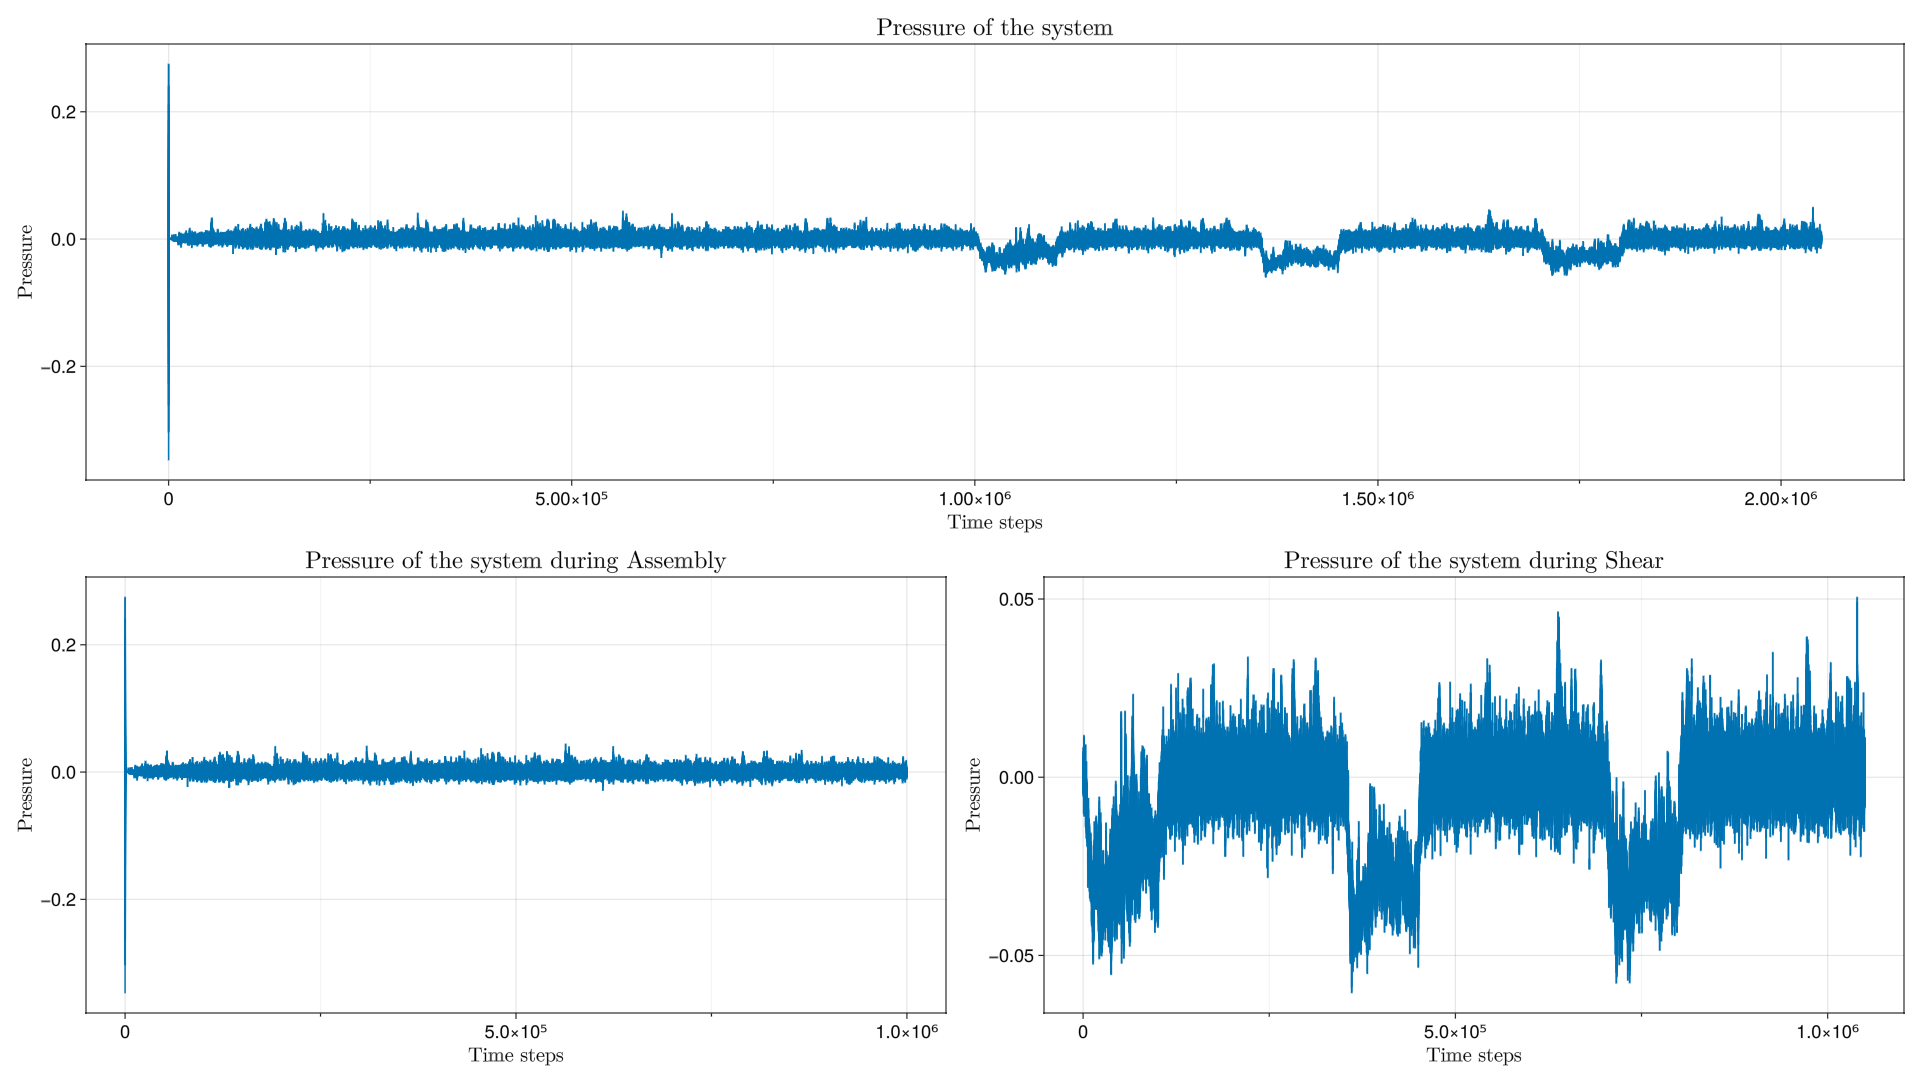 Pressure of the system
0.2
0.0
−0.2
Pressure
0
5.00×10⁵
1.00×10⁶
1.50×10⁶
2.00×10⁶
Time steps
Pressure of the system during Assembly
0.2
0.0
−0.2
Pressure
0
5.0×10⁵
1.0×10⁶
Time steps
Pressure of the system during Shear
0.05
0.00
−0.05
Pressure
0
5.0×10⁵
1.0×10⁶
Time steps